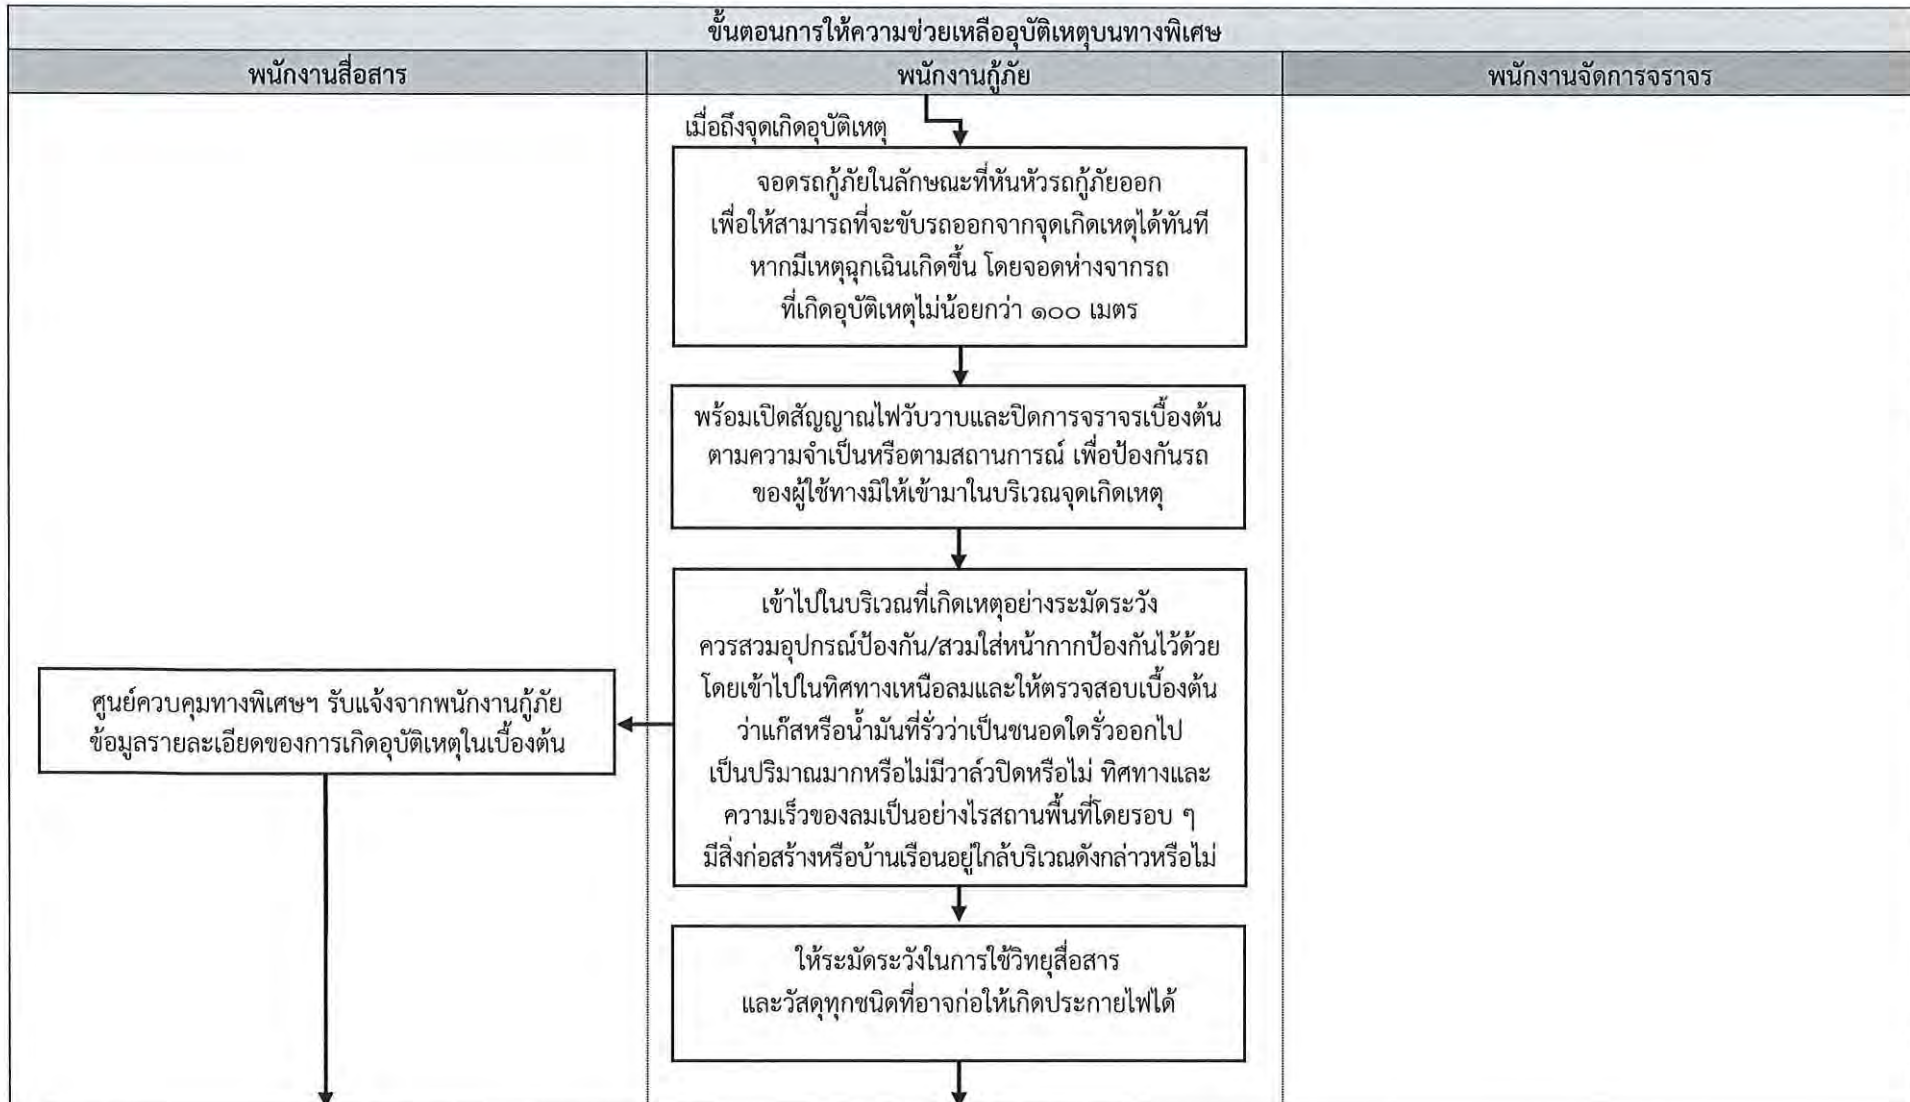 ขั้นตอนการให้ความช่วยเหลืออุบัติเหตุบนทางพิเศษ
พนักงานสื่อสาร
พนักงานกู้ภัย
พนักงานจัดการจราจร
เมื่อถึงจุดเกิดอุบัติเหตุ
จอดรถกู้ภัยในลักษณะที่หันหัวรถกู้ภัยออก
เพื่อให้สามารถที่จะขับรถออกจากจุดเกิดเหตุได้ทันที
หากมีเหตุฉุกเฉินเกิดขึ้น โดยจอดห่างจากรถ
ที่เกิดอุบัติเหตุไม่น้อยกว่า ๑๐๐ เมตร
พร้อมเปิดสัญญาณไฟวับวาบและปิดการจราจรเบื้องต้น
ตามความจำเป็นหรือตามสถานการณ์ เพื่อป้องกันรถ
ของผู้ใช้ทางมิให้เข้ามาในบริเวณจุดเกิดเหตุ
เข้าไปในบริเวณที่เกิดเหตุอย่างระมัดระวัง
ควรสวมอุปกรณ์ป้องกัน/สวมใส่หน้ากากป้องกันไว้ด้วย
โดยเข้าไปในทิศทางเหนือลมและให้ตรวจสอบเบื้องต้น
ว่าแก๊สหรือน้ำมันที่รั่วว่าเป็นชนอดใดรั่วออกไป
เป็นปริมาณมากหรือไม่มีวาล์วปิดหรือไม่ ทิศทางและ
ความเร็วของลมเป็นอย่างไรสถานพื้นที่โดยรอบ ๆ
มีสิ่งก่อสร้างหรือบ้านเรือนอยู่ใกล้บริเวณดังกล่าวหรือไม่
ศูนย์ควบคุมทางพิเศษฯ รับแจ้งจากพนักงานกู้ภัย
ข้อมูลรายละเอียดของการเกิดอุบัติเหตุในเบื้องต้น
ให้ระมัดระวังในการใช้วิทยุสื่อสาร
และวัสดุทุกชนิดที่อาจก่อให้เกิดประกายไฟได้